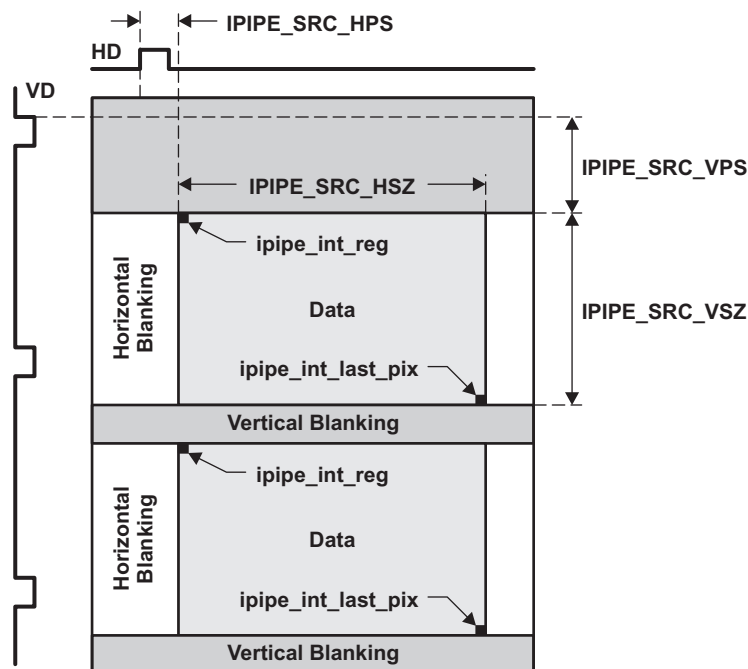 IPIPE_SRC_HPS
HD
VD
IPIPE_SRC_HSZ
IPIPE_SRC_VPS
ipipe_int_reg
Horizontal
Blanking
Data
IPIPE_SRC_VSZ
ipipe_int_last_pix
Vertical Blanking
ipipe_int_reg
Horizontal
Blanking
Data
ipipe_int_last_pix
Vertical Blanking